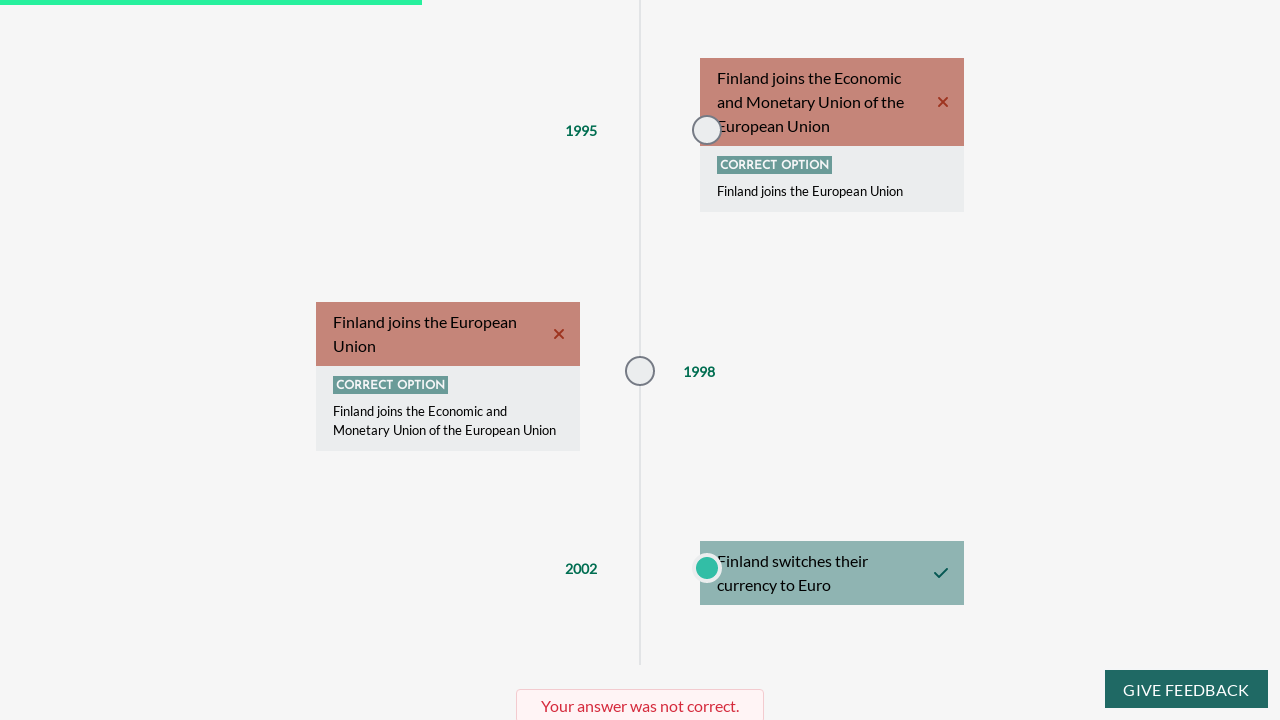 Finland joins the Economic
and Monetary Union of the
European Union
1995
CORRECT OPTION
Finland joins the European Union
Finland joins the European
Union
1998
CORRECT OPTION
Finland joins the Economic and
Monetary Union of the European Union
2002
Finland switches their
currency to Euro
Your answer was not correct.
GIVE FEEDBACK